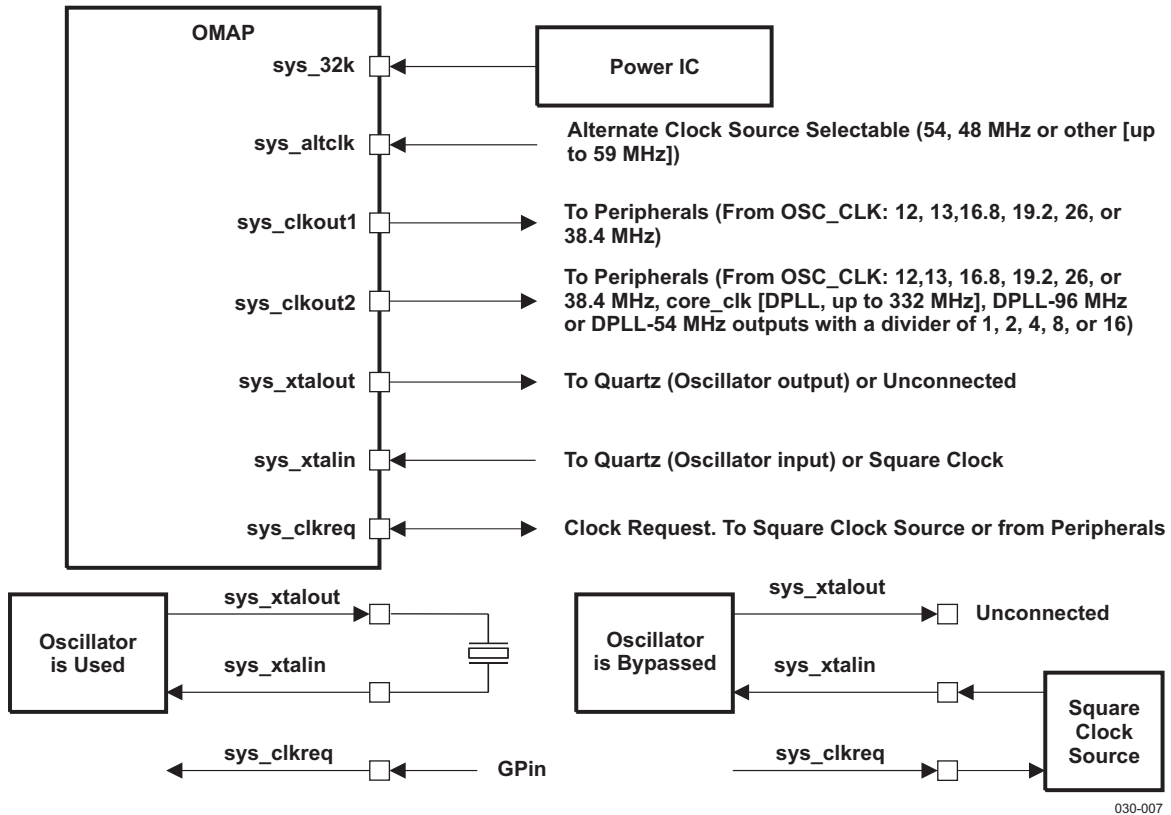 OMAP
sys_32k
Power IC
sys_altclk
Alternate Clock Source Selectable (54, 48 MHz or other [up
to 59 MHz])
sys_clkout1
To Peripherals (From OSC_CLK: 12, 13,16.8, 19.2, 26, or
38.4 MHz)
sys_clkout2
To Peripherals (From OSC_CLK: 12,13, 16.8, 19.2, 26, or
38.4 MHz, core_clk [DPLL, up to 332 MHz], DPLL-96 MHz
or DPLL-54 MHz outputs with a divider of 1, 2, 4, 8, or 16)
sys_xtalout
To Quartz (Oscillator output) or Unconnected
sys_xtalin
To Quartz (Oscillator input) or Square Clock
sys_clkreq
Clock Request. To Square Clock Source or from Peripherals
Oscillator
is Used
sys_xtalout
sys_xtalin
sys_clkreq
GPin
Oscillator
is Bypassed
sys_xtalout
Unconnected
sys_xtalin
Square
Clock
Source
sys_clkreq
030-007